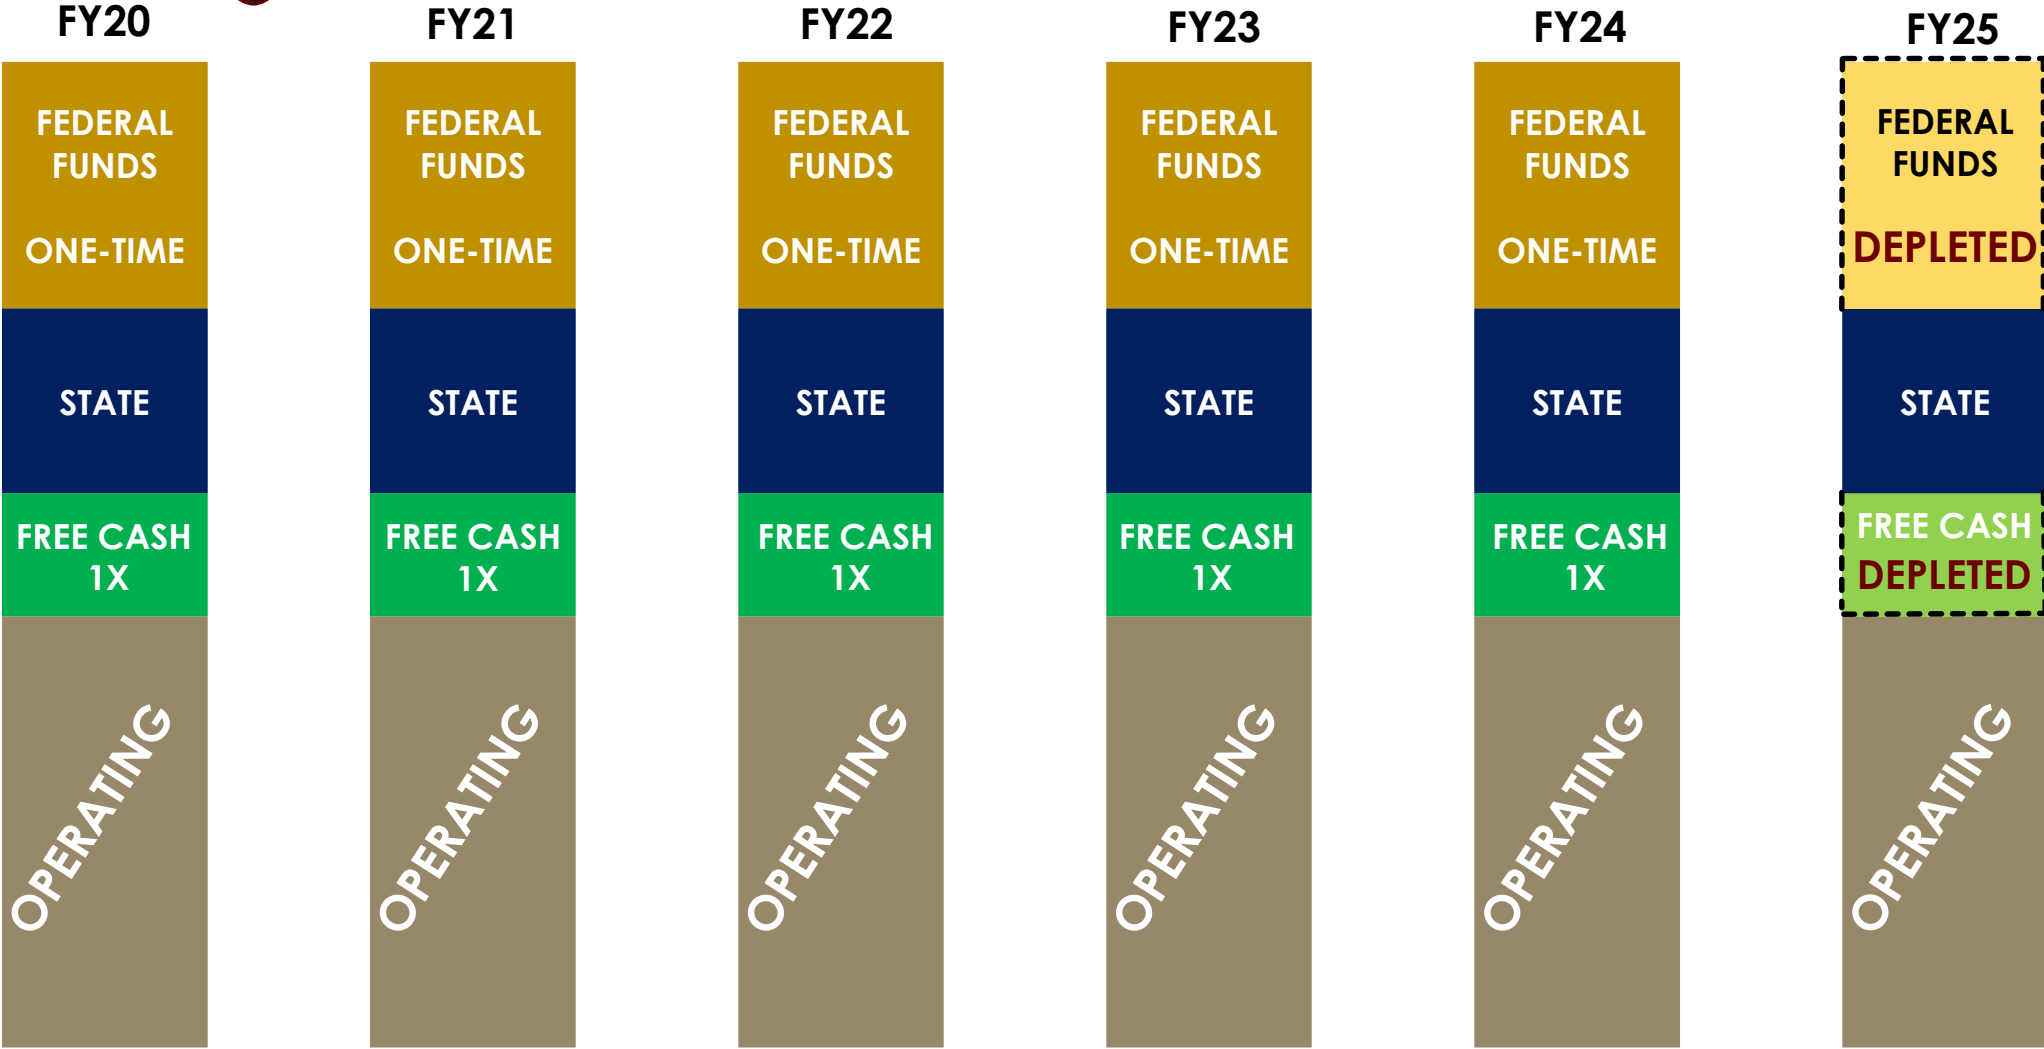 FY20
FEDERAL
FUNDS
ONE-TIME
STATE
FREE CASH
1X
OPERATING
FY21
FEDERAL
FUNDS
ONE-TIME
STATE
FREE CASH
1X
OPERATING
FY22
FEDERAL
FUNDS
ONE-TIME
STATE
FREE CASH
1X
OPERATING
FY23
FEDERAL
FUNDS
ONE-TIME
STATE
FREE CASH
1X
OPERATING
FY24
FEDERAL
FUNDS
ONE-TIME
STATE
FREE CASH
1X
OPERATING
FY25
FEDERAL
FUNDS
DEPLETED
STATE
FREE CASH
DEPLETED
OPERATING